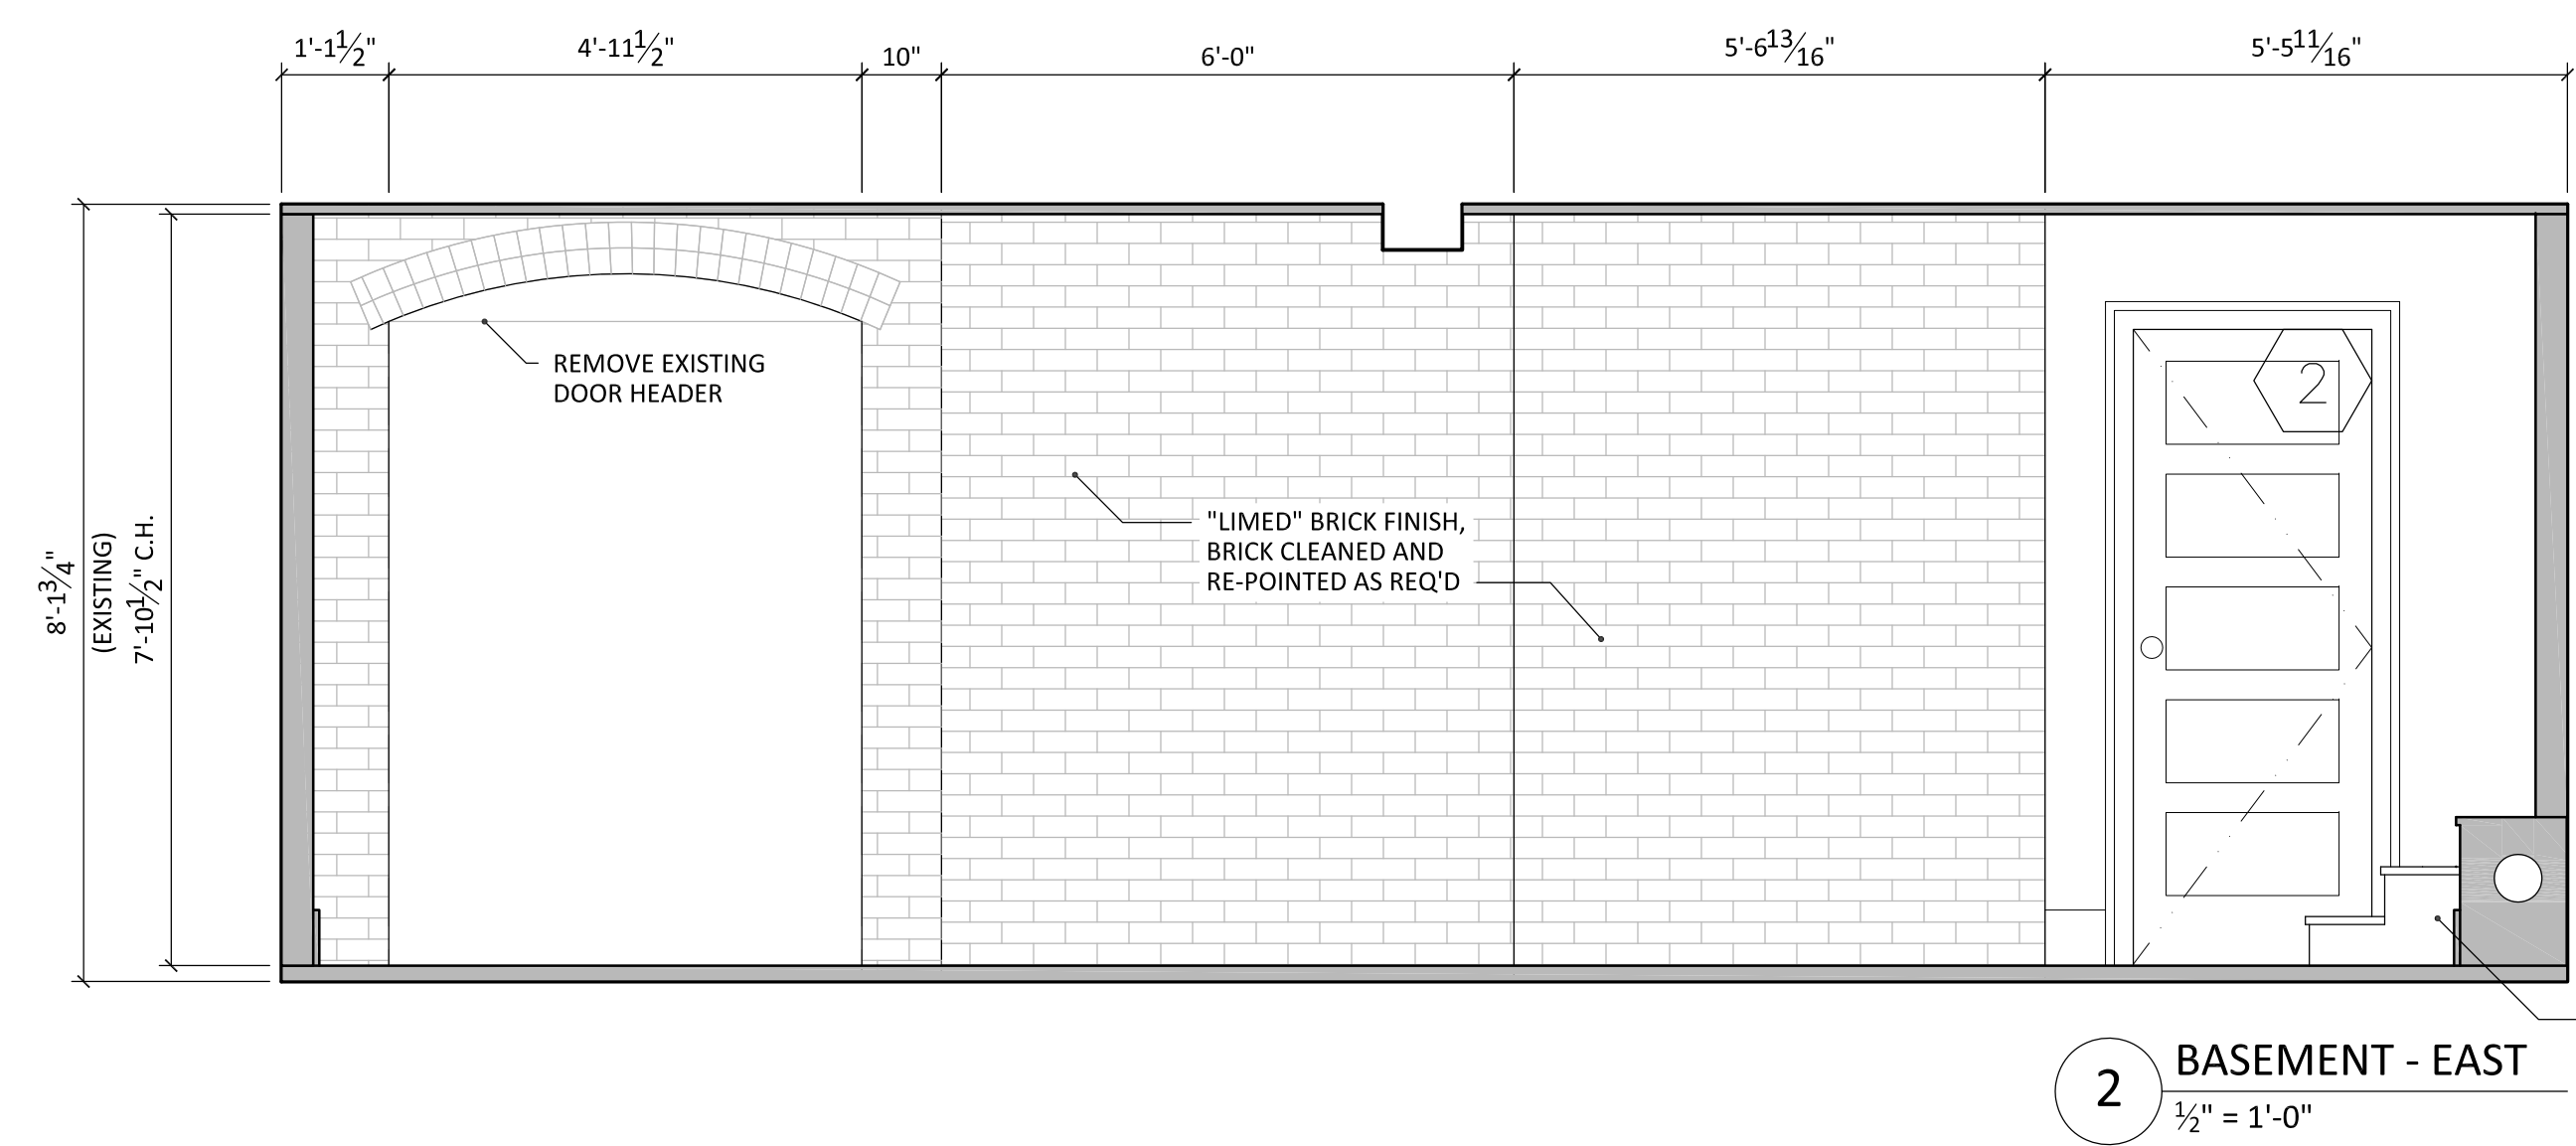 1'-1½"
4'-11½"
10"
6'-0"
5'-6 13/16"
5'-5 11/16"
8'-1¾"
(EXISTING)
7'-10½" C.H.
REMOVE EXISTING
DOOR HEADER
2
"LIMED" BRICK FINISH,
BRICK CLEANED AND
RE-POINTED AS REQ'D
2
BASEMENT - EAST
½" = 1'-0"